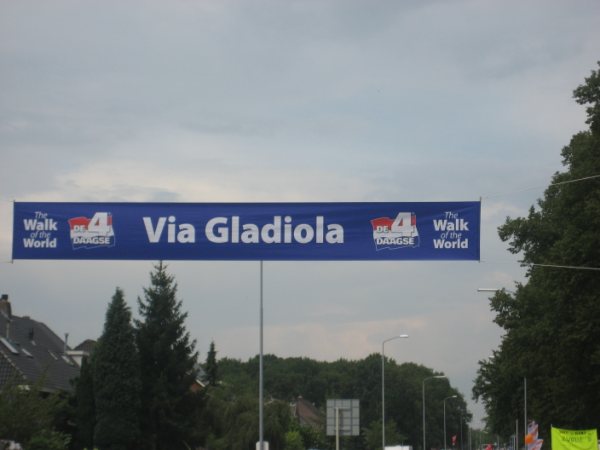 The
Walk
of the
World
DE 4
DAAGSE
Via Gladiola
DE 4
DAAGSE
The
Walk
of the
World